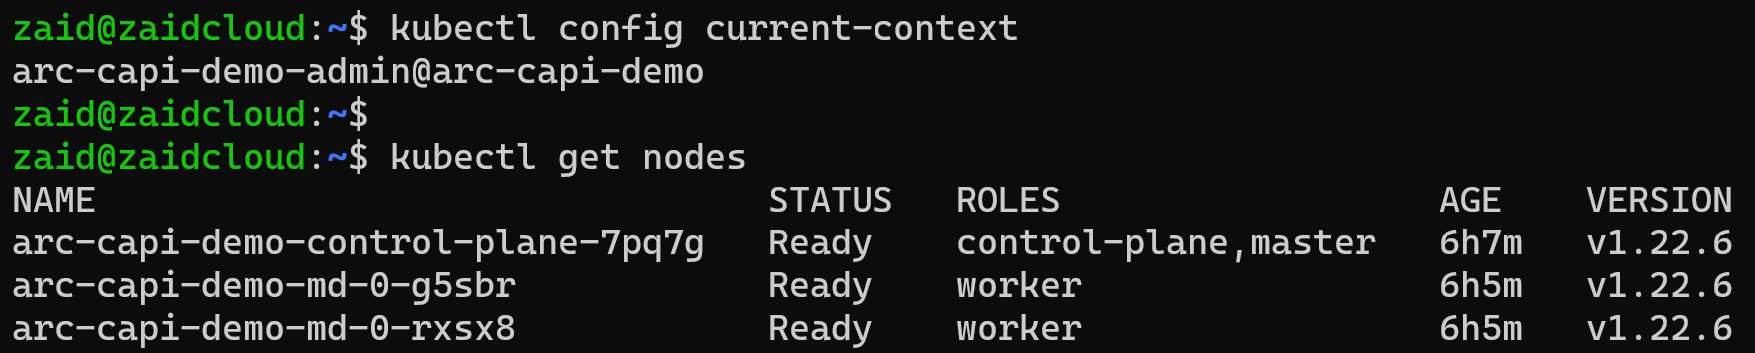 zaid@zaidcloud:~$ kubectl config current-context
arc-capi-demo-admin@arc-capi-demo
zaid@zaidcloud:~$
zaid@zaidcloud:~$ kubectl get nodes
NAME                                STATUS   ROLES                  AGE    VERSION
arc-capi-demo-control-plane-7pq7g   Ready    control-plane,master   6h7m   v1.22.6
arc-capi-demo-md-0-g5sbr            Ready    worker                 6h5m   v1.22.6
arc-capi-demo-md-0-rxsx8            Ready    worker                 6h5m   v1.22.6